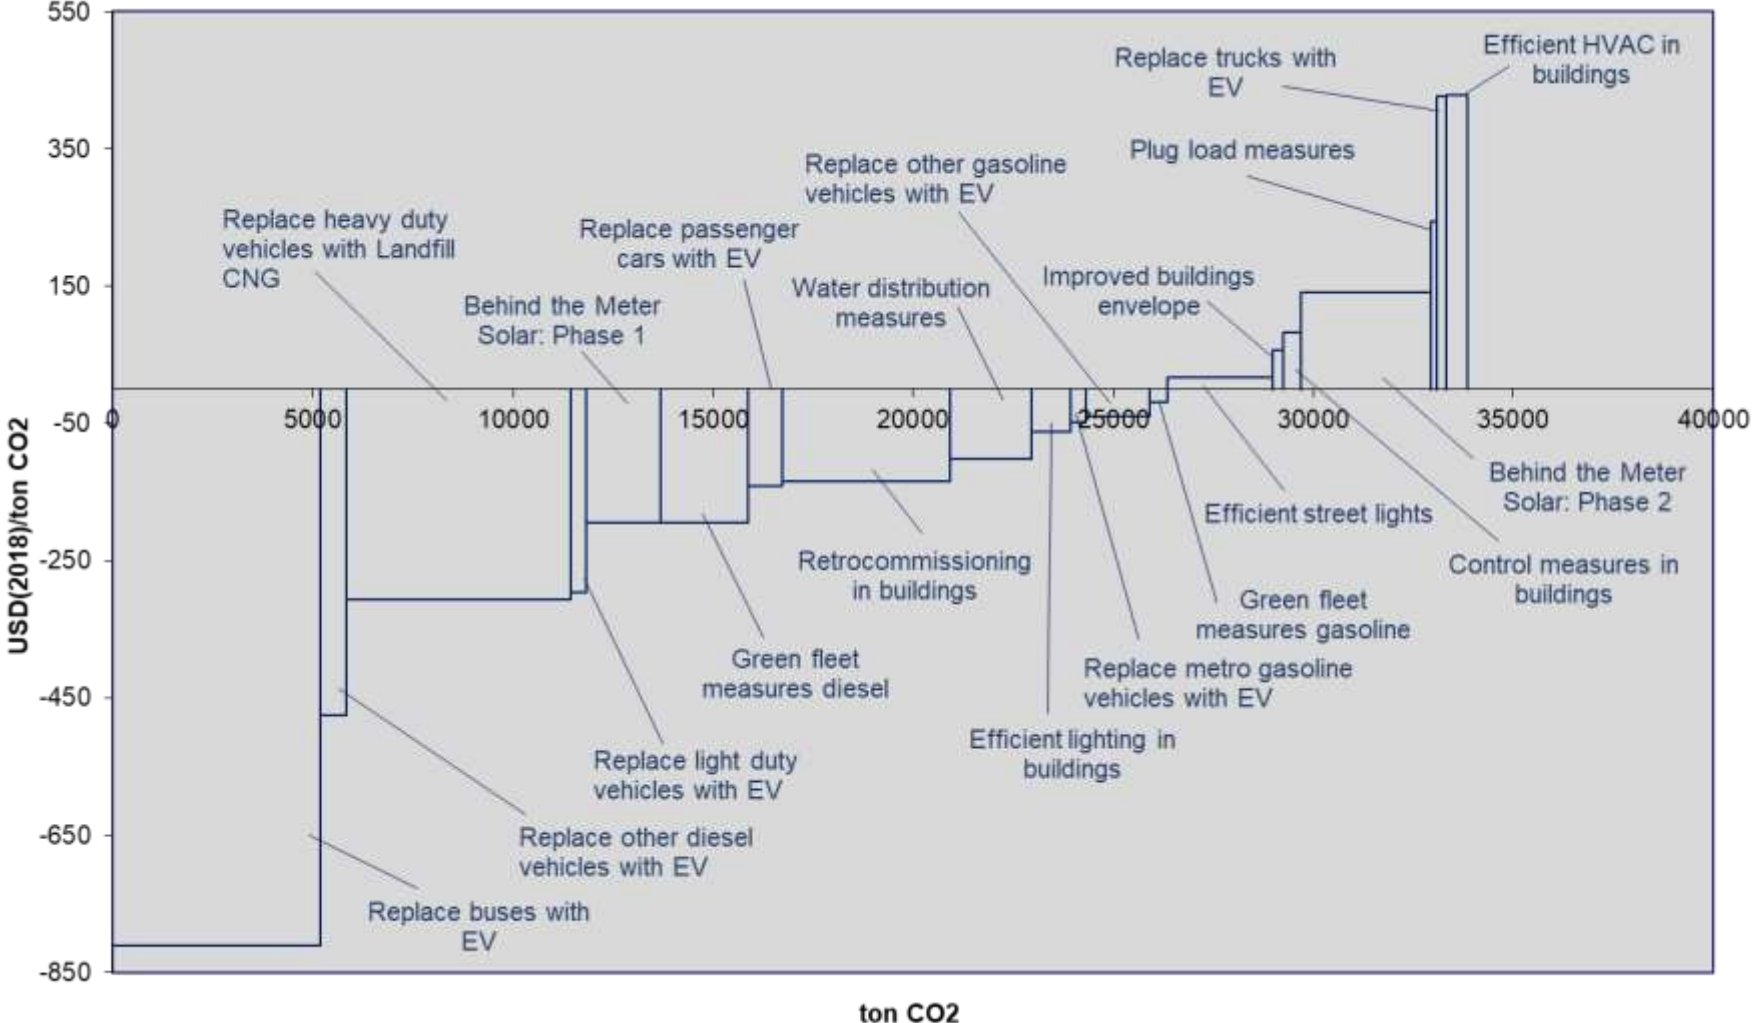 550
Efficient HVAC in
buildings
Replace trucks with
EV
350
Plug load measures
Replace other gasoline
vehicles with EV
Replace heavy duty
vehicles with Landfill
CNG
Replace passenger
cars with EV
150
Behind the Meter
Solar: Phase 1
Water distribution
measures
Improved buildings
envelope
-50
0
5000
10000
15000
20000
25000
30000
35000
40000
USD(2018)/ton CO2
Behind the Meter
Solar: Phase 2
Efficient street lights
-250
Retrocommissioning
in buildings
Control measures in
buildings
Green fleet
measures gasoline
Green fleet
measures diesel
Replace metro gasoline
vehicles with EV
-450
Efficient lighting in
buildings
Replace light duty
vehicles with EV
-650
Replace other diesel
vehicles with EV
Replace buses with
EV
-850
ton CO2